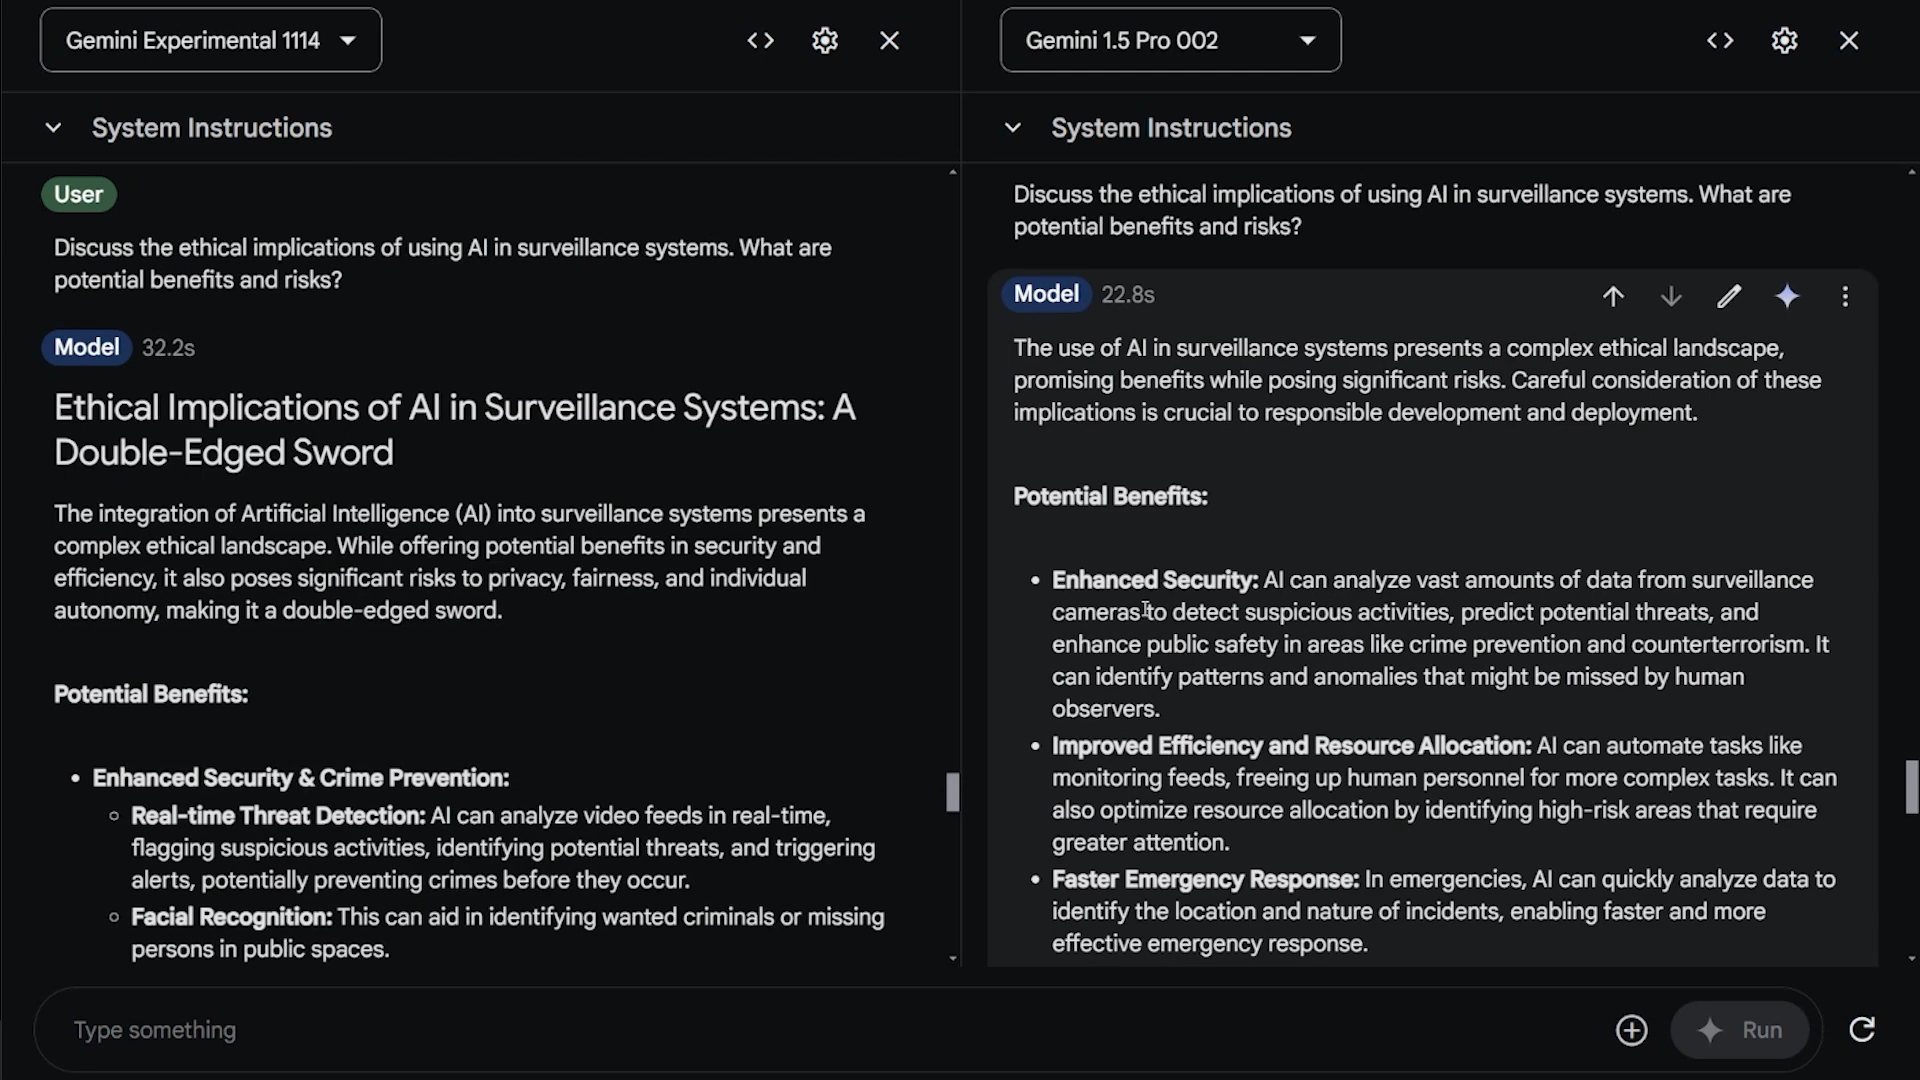 Gemini Experimental 1114
System Instructions
User
Discuss the ethical implications of using AI in surveillance systems. What are
potential benefits and risks?
Model 32.2s
Ethical Implications of AI in Surveillance Systems: A
Double-Edged Sword
The integration of Artificial Intelligence (AI) into surveillance systems presents a
complex ethical landscape. While offering potential benefits in security and
efficiency, it also poses significant risks to privacy, fairness, and individual
autonomy, making it a double-edged sword.
Potential Benefits:
• Enhanced Security & Crime Prevention:
○ Real-time Threat Detection: AI can analyze video feeds in real-time,
flagging suspicious activities, identifying potential threats, and triggering
alerts, potentially preventing crimes before they occur.
○ Facial Recognition: This can aid in identifying wanted criminals or missing
persons in public spaces.
Gemini 1.5 Pro 002
System Instructions
Discuss the ethical implications of using AI in surveillance systems. What are
potential benefits and risks?
Model 22.8s
The use of AI in surveillance systems presents a complex ethical landscape,
promising benefits while posing significant risks. Careful consideration of these
implications is crucial to responsible development and deployment.
Potential Benefits:
• Enhanced Security: AI can analyze vast amounts of data from surveillance
cameras to detect suspicious activities, predict potential threats, and
enhance public safety in areas like crime prevention and counterterrorism. It
can identify patterns and anomalies that might be missed by human
observers.
• Improved Efficiency and Resource Allocation: AI can automate tasks like
monitoring feeds, freeing up human personnel for more complex tasks. It can
also optimize resource allocation by identifying high-risk areas that require
greater attention.
• Faster Emergency Response: In emergencies, AI can quickly analyze data to
identify the location and nature of incidents, enabling faster and more
effective emergency response.
Type something
Run